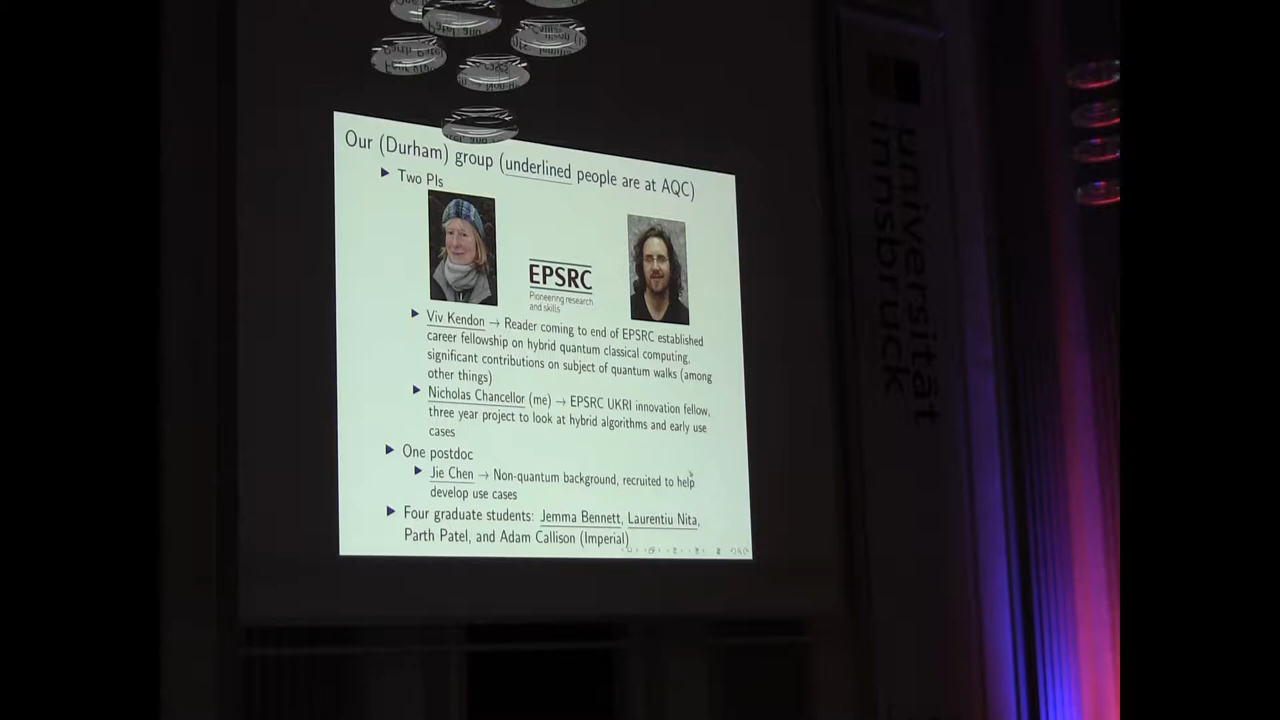 Our (Durham) group (underlined people are at AQC)
Two PIs
EPSRC
Pioneering research
and skills
Viv Kendon → Reader coming to end of EPSRC established
career fellowship on hybrid quantum classical computing,
significant contributions on subject of quantum walks (among
other things)
Nicholas Chancellor (me) → EPSRC UKRI innovation fellow,
three year project to look at hybrid algorithms and early use
cases
One postdoc
Jie Chen → Non-quantum background, recruited to help
develop use cases
Four graduate students: Jemma Bennett, Laurentiu Nita,
Parth Patel, and Adam Callison (Imperial)
universität
innsbruck